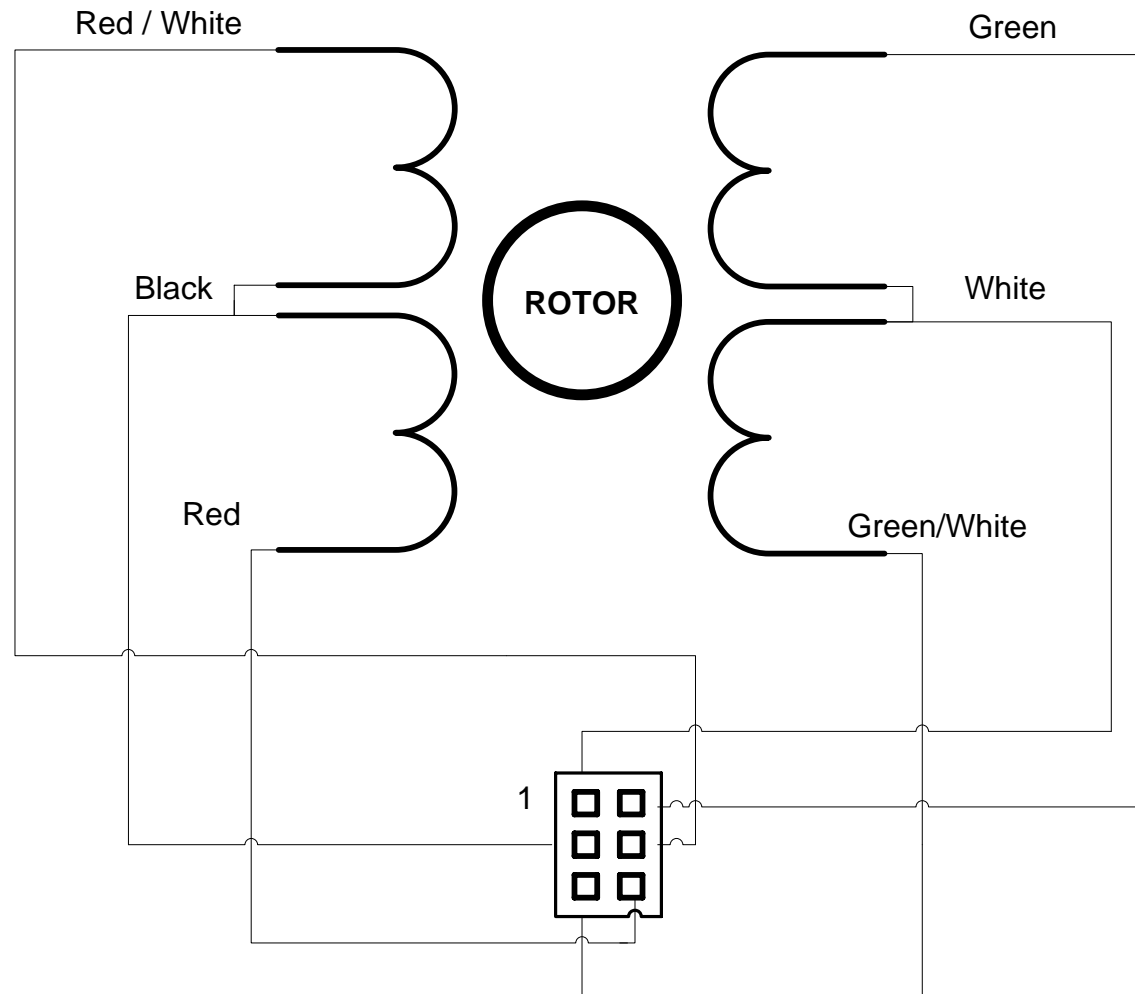 Red / White
Green
Black
White
ROTOR
Red
Green/White
1